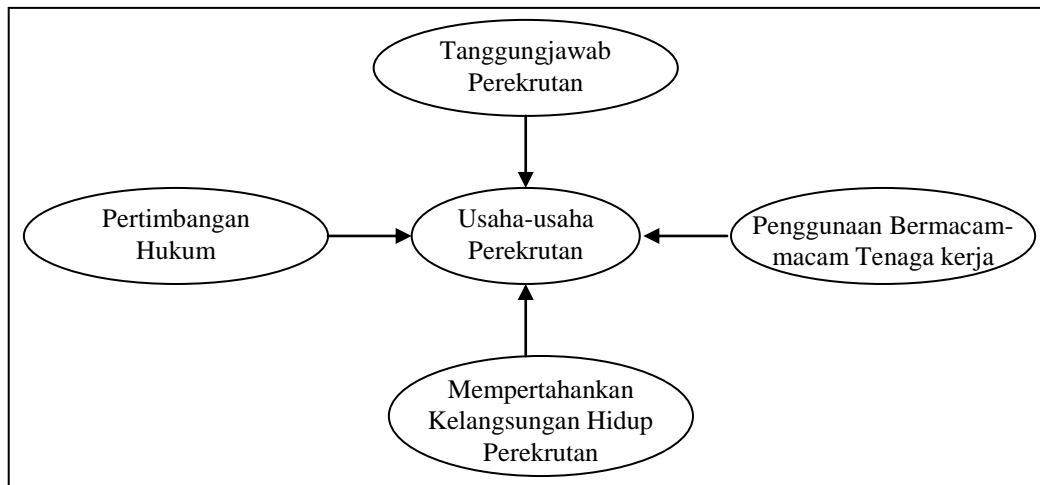 Tanggungjawab
Perekrutan
Pertimbangan
Hukum
Usaha-usaha
Perekrutan
Penggunaan Bermacam-
macam Tenaga kerja
Mempertahankan
Kelangsungan Hidup
Perekrutan